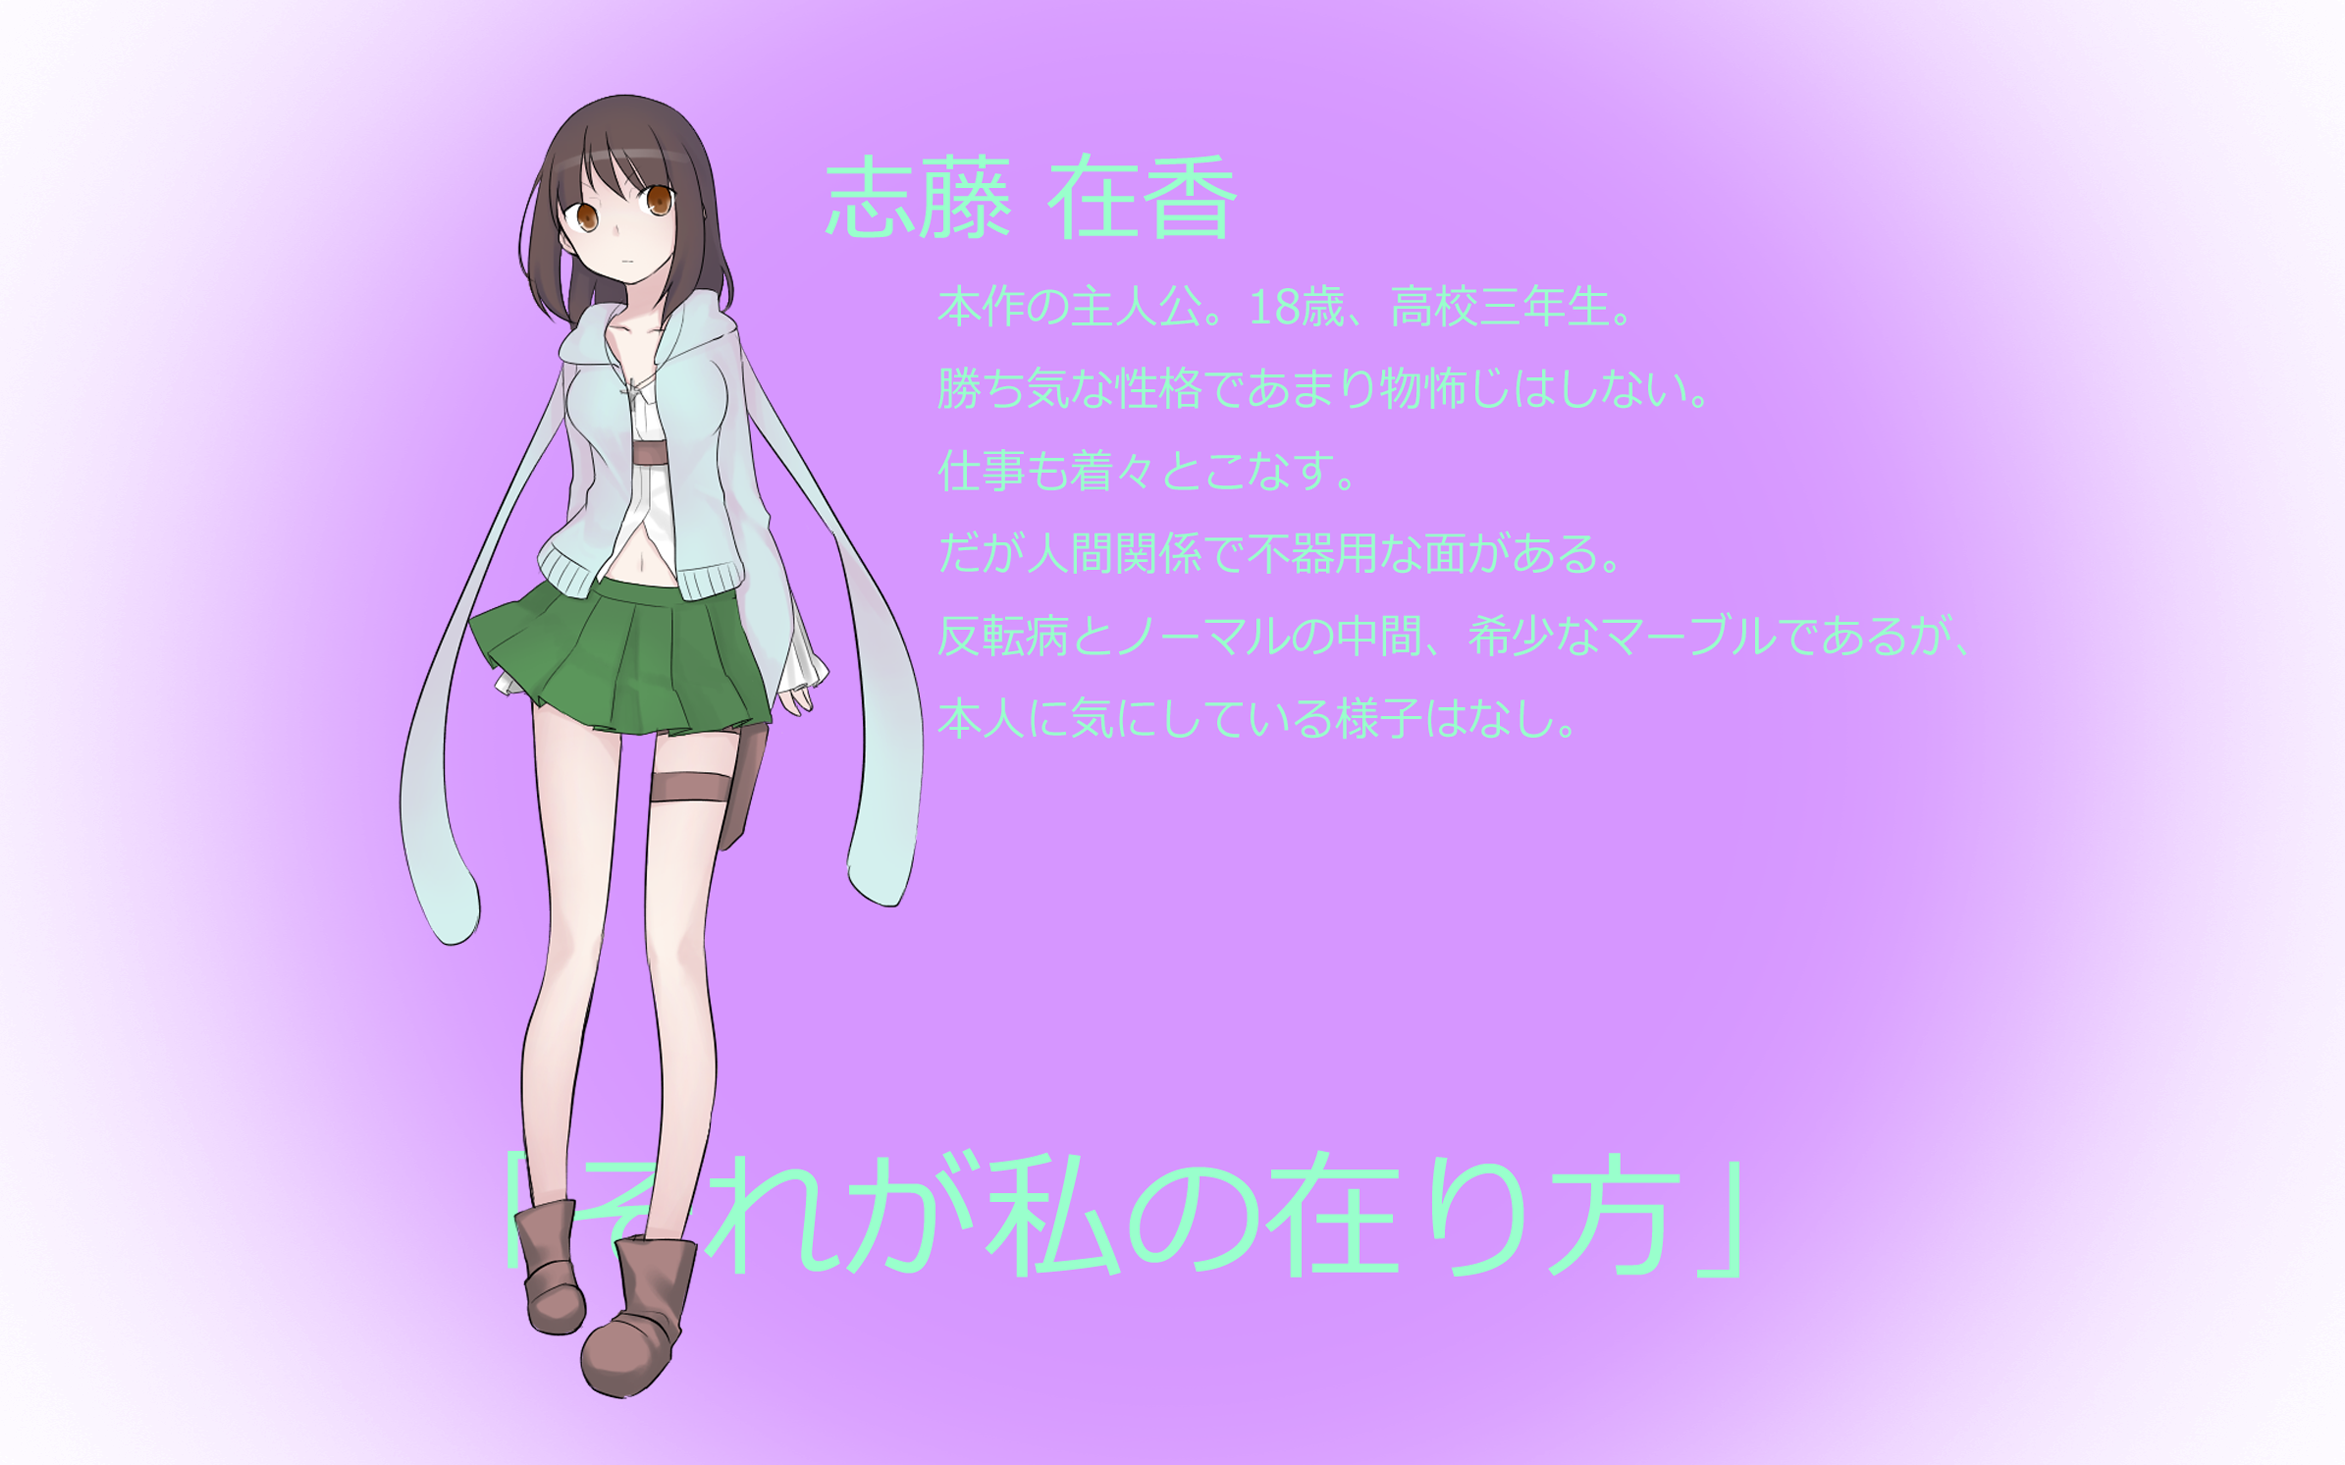 志藤 在香
本作の主人公。18歳、高校三年生。
勝ち気な性格であまり物怖じはしない。
仕事も着々とこなす。
だが人間関係で不器用な面がある。
反転病とノーマルの中間、希少なマーブルであるが、
本人に気にしている様子はなし。
「それが私の在り方」